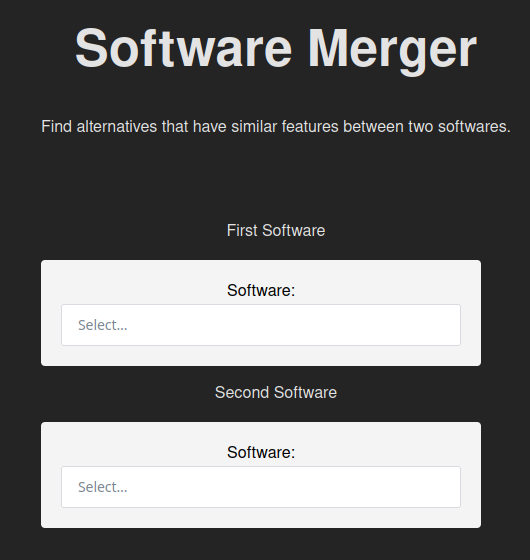 Software Merger
Find alternatives that have similar features between two softwares.
First Software
Software:
Select...
Second Software
Software:
Select...